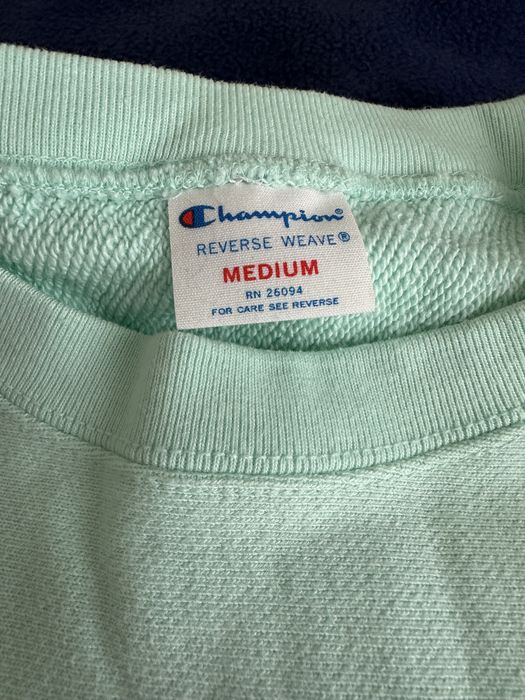 Champion®
REVERSE WEAVE®
MEDIUM
RN 26094
FOR CARE SEE REVERSE